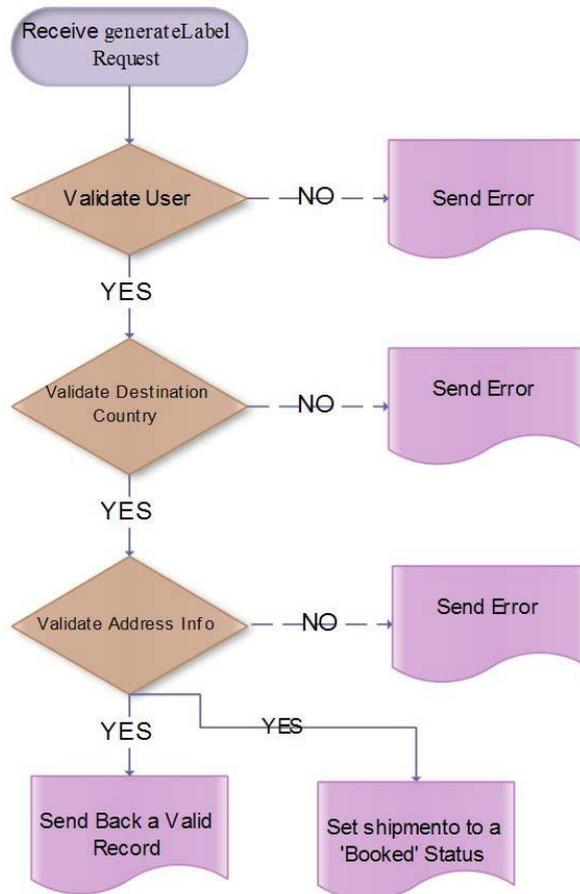 Receive generateLabel
Request
Validate User
NO
Send Error
YES
Validate Destination
Country
NO
Send Error
YES
Validate Address Info
NO
Send Error
YES
YES
Send Back a Valid
Record
Set shipmento to a
'Booked' Status